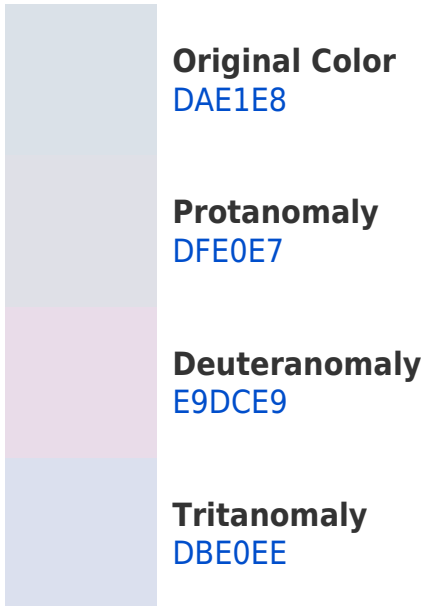 Original Color
DAE1E8
Protanomaly
DFE0E7
Deuteranomaly
E9DCE9
Tritanomaly
DBE0EE